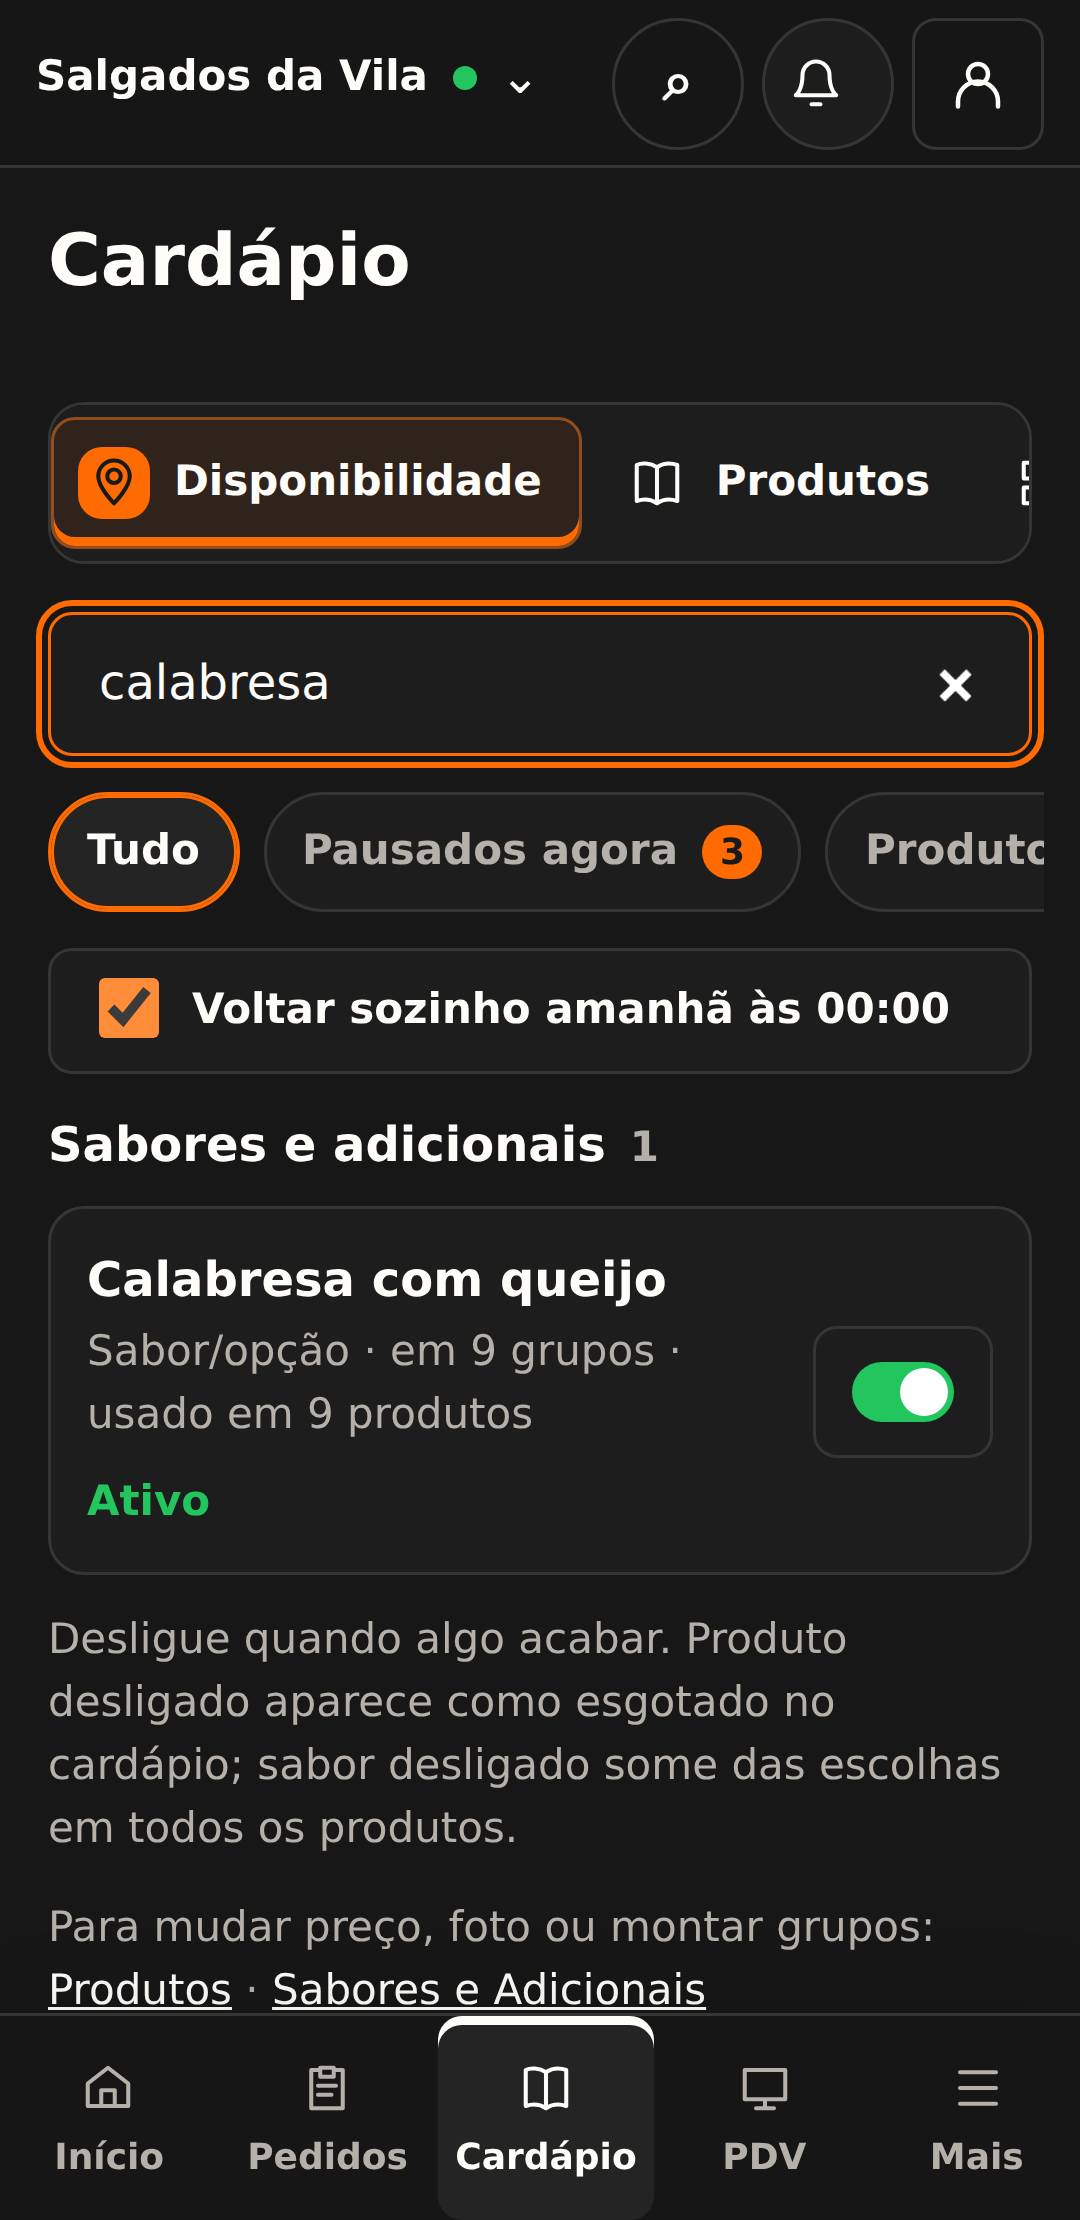 Salgados da Vila
Cardápio
Disponibilidade
Produtos
calabresa
Tudo
Pausados agora 3
Produto
Voltar sozinho amanhã às 00:00
Sabores e adicionais 1
Calabresa com queijo
Sabor/opção · em 9 grupos ·
usado em 9 produtos
Ativo
Desligue quando algo acabar. Produto
desligado aparece como esgotado no
cardápio; sabor desligado some das escolhas
em todos os produtos.
Para mudar preço, foto ou montar grupos:
Produtos · Sabores e Adicionais
Início
Pedidos
Cardápio
PDV
Mais